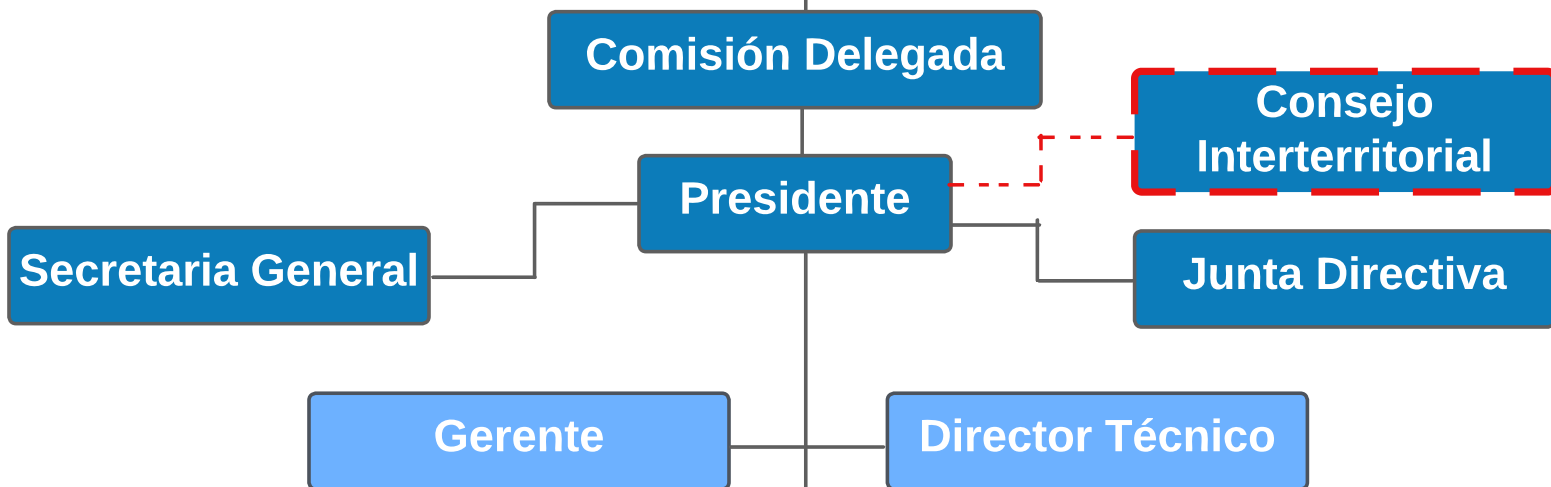 Comisión Delegada
Consejo
Interterritorial
Presidente
Secretaria General
Junta Directiva
Gerente
Director Técnico